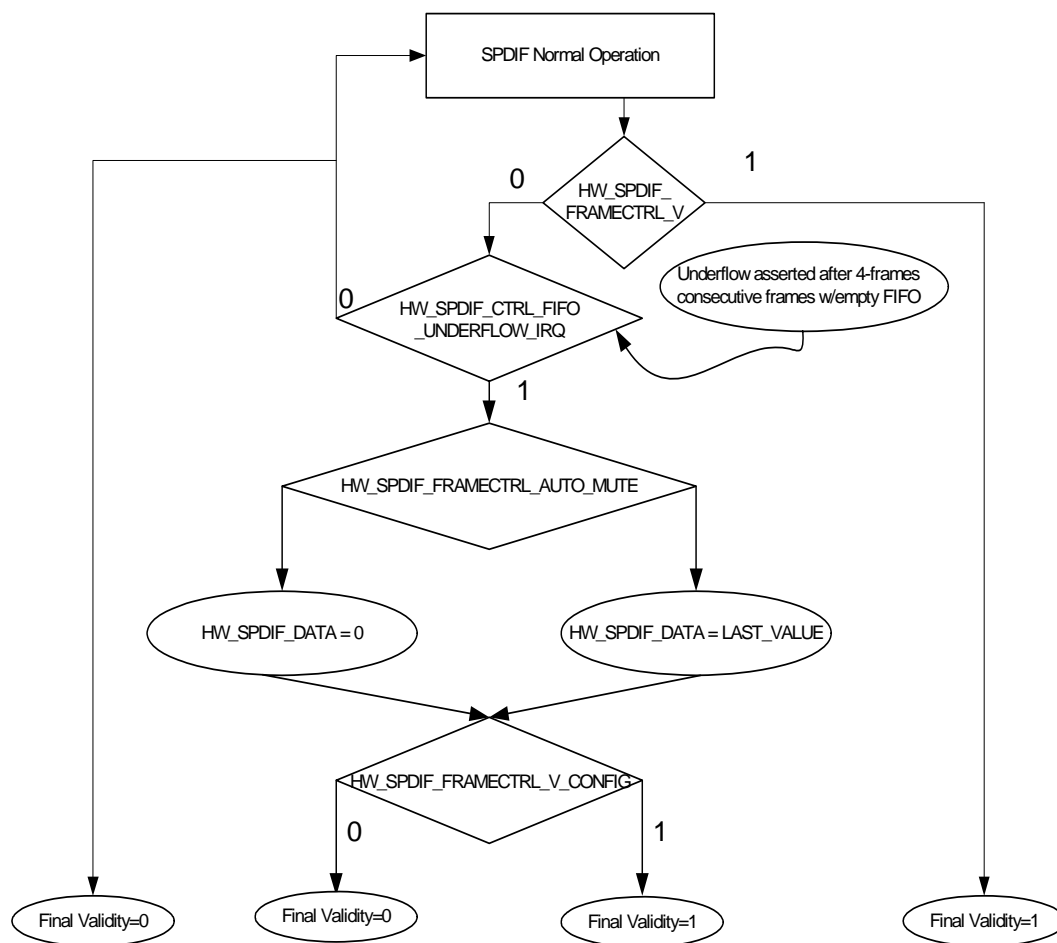 SPDIF Normal Operation
1
0
HW_SPDIF_
FRAMECTRL_V
Underflow asserted after 4-frames
consecutive frames w/empty FIFO
0
HW_SPDIF_CTRL_FIFO
_UNDERFLOW_IRQ
1
HW_SPDIF_FRAMECTRL_AUTO_MUTE
HW_SPDIF_DATA = 0
HW_SPDIF_DATA = LAST_VALUE
HW_SPDIF_FRAMECTRL_V_CONFIG
0
1
Final Validity=0
Final Validity=0
Final Validity=1
Final Validity=1